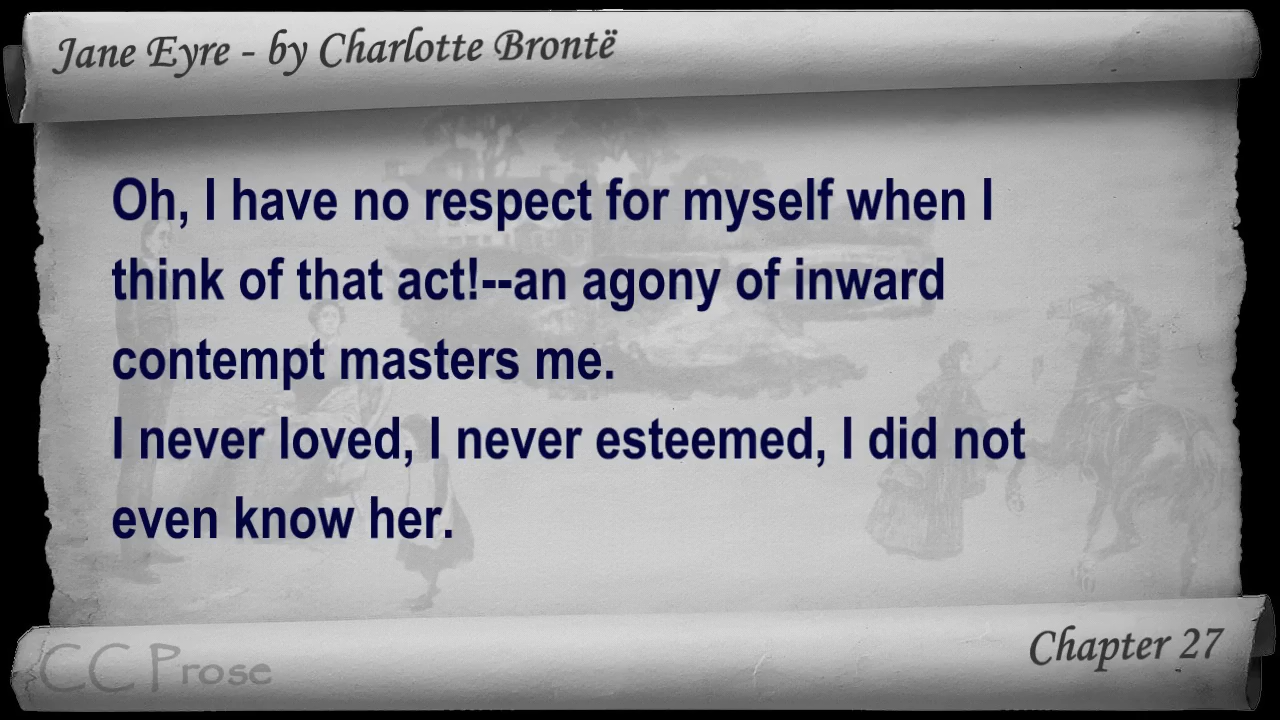 Jane Eyre - by Charlotte Brontë
Oh, I have no respect for myself when I
think of that act!--an agony of inward
contempt masters me.
I never loved, I never esteemed, I did not
even know her.
CC Prose
Chapter 27